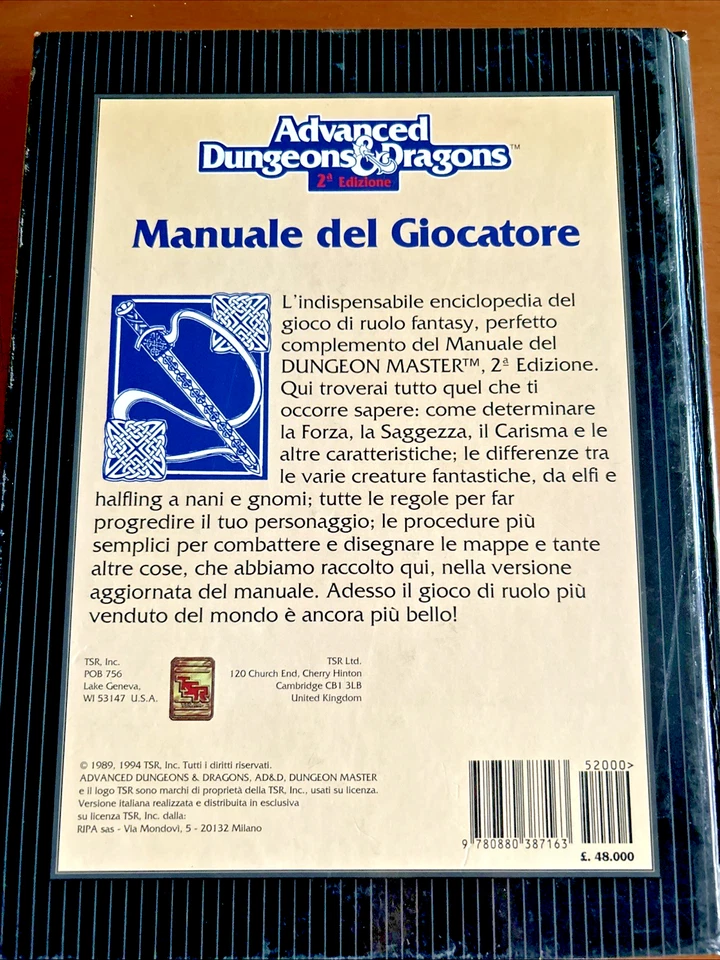 Advanced
Dungeons & Dragons™
2ª Edizione
Manuale del Giocatore
L'indispensabile enciclopedia del
gioco di ruolo fantasy, perfetto
complemento del Manuale del
DUNGEON MASTER™, 2ª Edizione.
Qui troverai tutto quel che ti
occorre sapere: come determinare
la Forza, la Saggezza, il Carisma e le
altre caratteristiche; le differenze tra
le varie creature fantastiche, da elfi e
halfling a nani e gnomi; tutte le regole per far
progredire il tuo personaggio; le procedure più
semplici per combattere e disegnare le mappe e tante
altre cose, che abbiamo raccolto qui, nella versione
aggiornata del manuale. Adesso il gioco di ruolo più
venduto del mondo è ancora più bello!
TSR, Inc.
POB 756
Lake Geneva,
WI 53147 U.S.A.
TSR
TSR Ltd.
120 Church End, Cherry Hinton
Cambridge CB1 3LB
United Kingdom
© 1989, 1994 TSR, Inc. Tutti i diritti riservati.
ADVANCED DUNGEONS & DRAGONS, AD&D, DUNGEON MASTER
e il logo TSR sono marchi di proprietà della TSR, Inc., usati su licenza.
Versione italiana realizzata e distribuita in esclusiva
su licenza TSR, Inc. dalla:
RIPA sas - Via Mondovì, 5 - 20132 Milano
52000>
9 780880 387163
£. 48.000